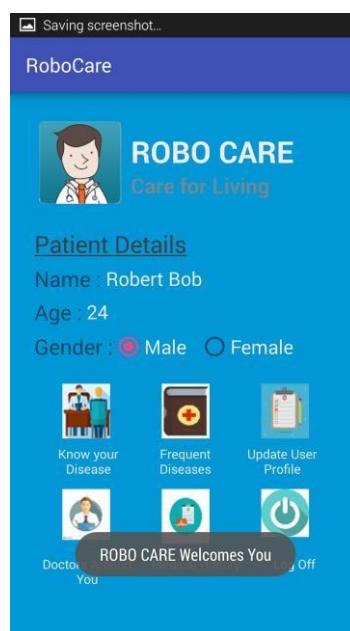 Saving screenshot...
RoboCare
ROBO CARE
Care for Living
Patient Details
Name : Robert Bob
Age : 24
Gender : Male Female
Know your
Disease
Frequent
Diseases
Update User
Profile
ROBO CARE Welcomes You
Off
You